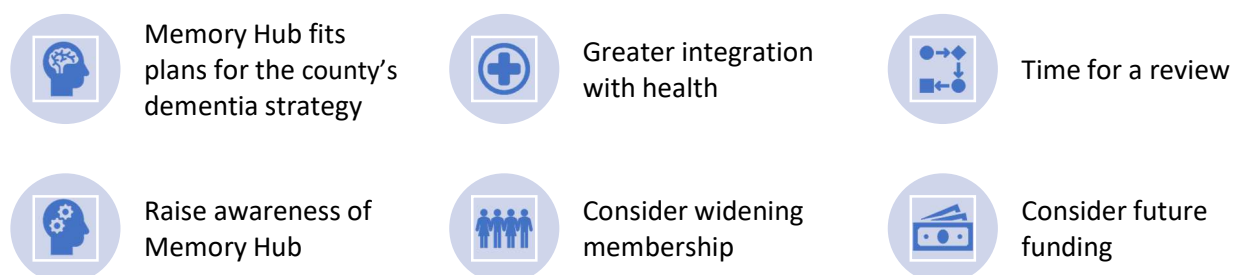 Memory Hub fits
plans for the county’s
dementia strategy
Greater integration
with health
Time for a review
Raise awareness of
Memory Hub
Consider widening
membership
Consider future
funding